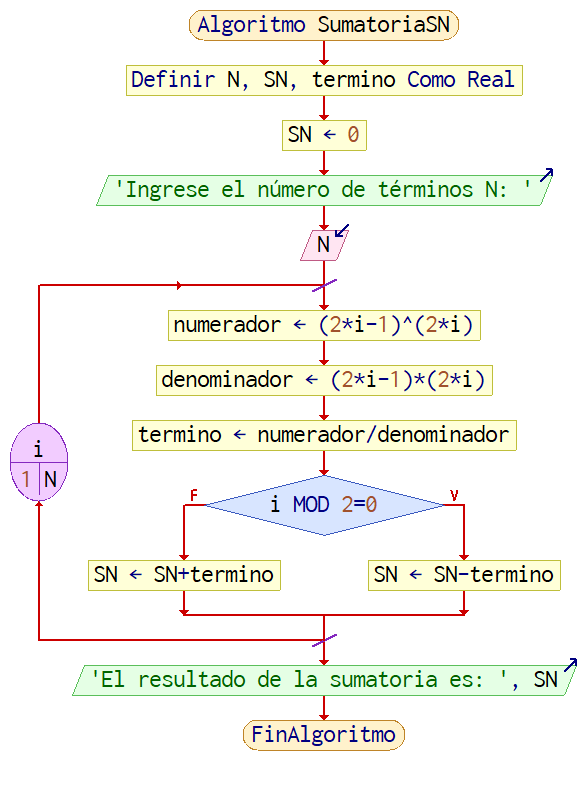 Algoritmo SumatoriaSN
Definir N, SN, termino Como Real
SN ← 0
'Ingrese el número de términos N: '
N
numerador ← (2*i-1)^(2*i)
denominador ← (2*i-1)*(2*i)
termino ← numerador/denominador
i
1 N
F
i MOD 2=0
V
SN ← SN+termino
SN ← SN-termino
'El resultado de la sumatoria es: ', SN
FinAlgoritmo